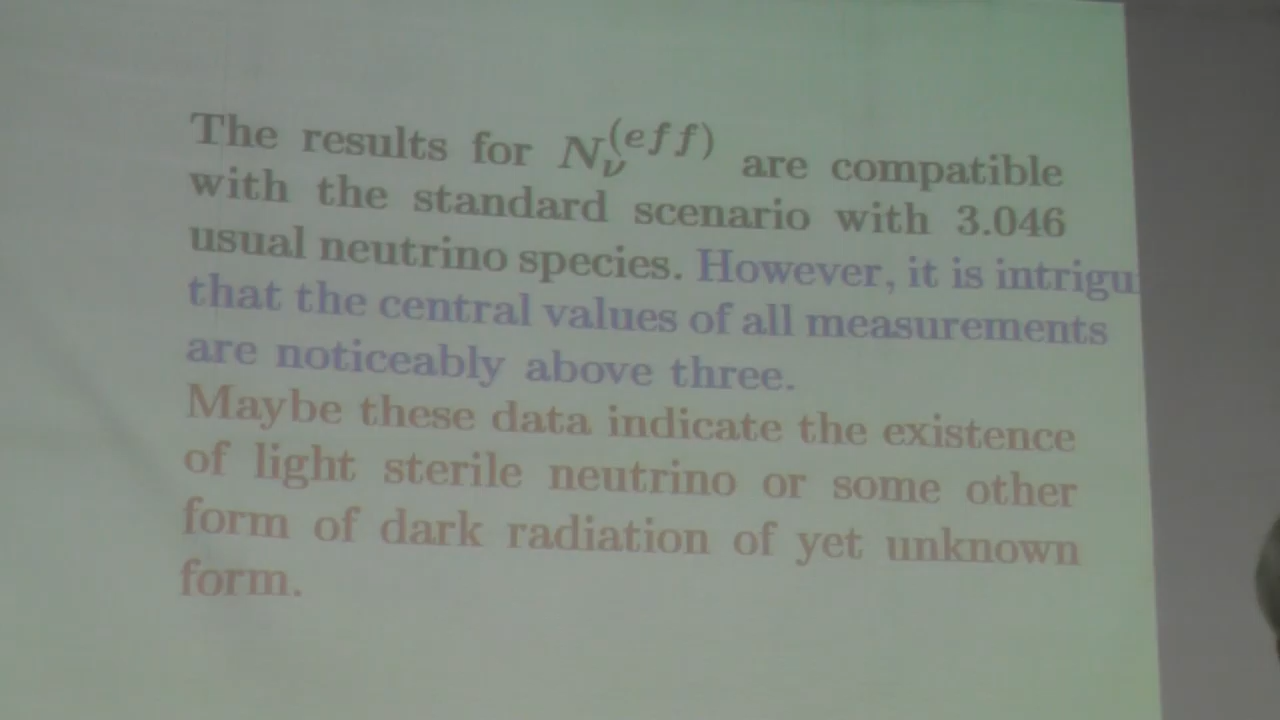 The results for N_ν^(eff) are compatible
with the standard scenario with 3.046
usual neutrino species. However, it is intrigu
that the central values of all measurements
are noticeably above three.
Maybe these data indicate the existence
of light sterile neutrino or some other
form of dark radiation of yet unknown
form.